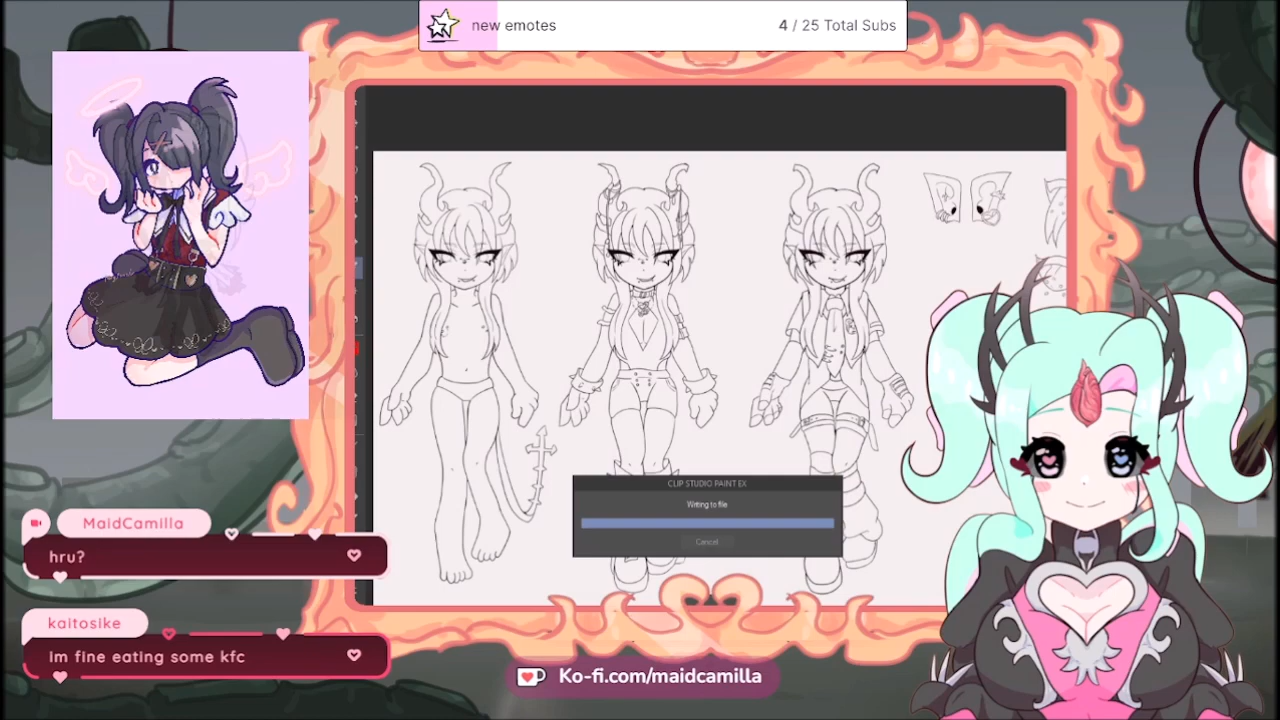 new emotes
4 / 25 Total Subs
CLIP STUDIO PAINT EX
Writing to file
Cancel
MaidCamilla
hru?
kaitosike
im fine eating some kfc
Ko-fi.com/maidcamilla